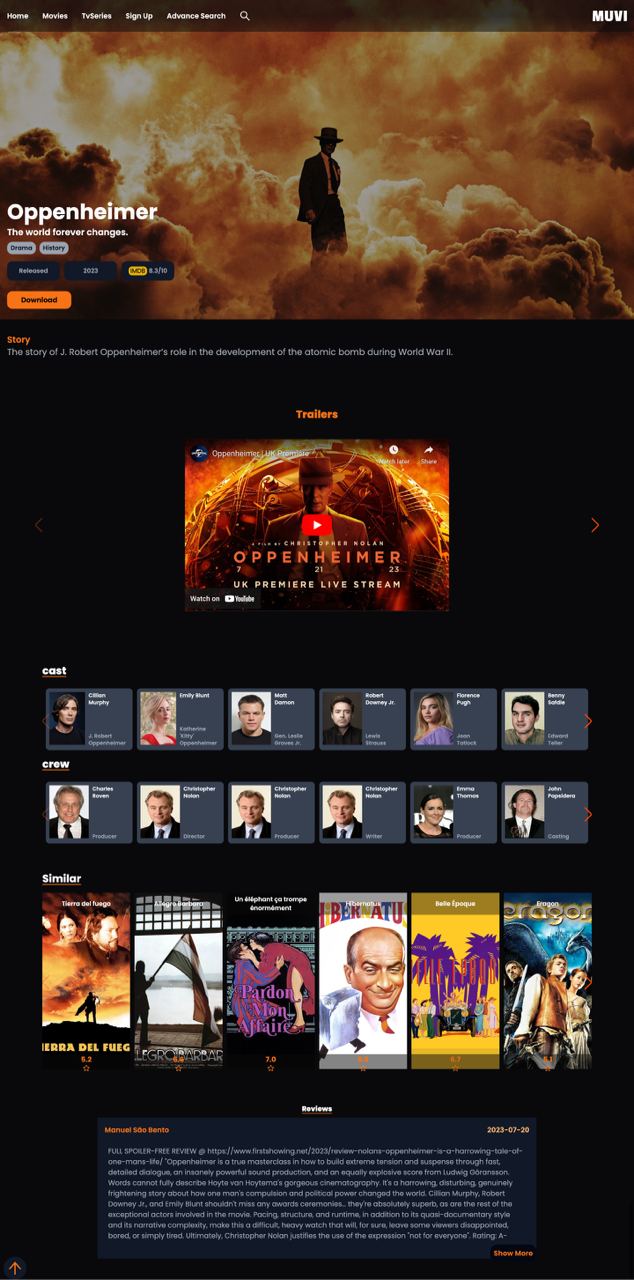 Home Movies TvSeries Sign Up Advance Search MUVI
Oppenheimer
The world forever changes.
Drama History
Released 2023 IMDB 8.3/10
Download
Story
The story of J. Robert Oppenheimer's role in the development of the atomic bomb during World War II.
Trailers
Oppenheimer | UK Premiere
Watch later Share
A FILM BY CHRISTOPHER NOLAN
OPPENHEIMER
7 21 23
UK PREMIERE LIVE STREAM
Watch on YouTube
cast
Cillian
Murphy
J. Robert
Oppenheimer
Emily Blunt
Katherine
'Kitty'
Oppenheimer
Matt
Damon
Gen. Leslie
Groves Jr.
Robert
Downey Jr.
Lewis
Strauss
Florence
Pugh
Jean
Tatlock
Benny
Safdie
Edward
Teller
crew
Charles
Roven
Producer
Christopher
Nolan
Director
Christopher
Nolan
Producer
Christopher
Nolan
Writer
Emma
Thomas
Producer
John
Papsidera
Casting
Similar
Tierra del fuego
IERRA DEL FUEG
5.2
Allegro Barbaro
LEGRO BARBAR
Un éléphant ça trompe
énormément
Pardon
Mon
Affaire
7.0
Hibernatus
IBERNATU
Belle Époque
6.7
Eragon
eragon
5.1
Reviews
Manuel São Bento 2023-07-20
FULL SPOILER-FREE REVIEW @ https://www.firstshowing.net/2023/review-nolans-oppenheimer-is-a-harrowing-tale-of-
one-mans-life/ "Oppenheimer is a true masterclass in how to build extreme tension and suspense through fast,
detailed dialogue, an insanely powerful sound production, and an equally explosive score from Ludwig Göransson.
Words cannot fully describe Hoyte van Hoytema's gorgeous cinematography. It's a harrowing, disturbing, genuinely
frightening story about how one man's compulsion and political power changed the world. Cillian Murphy, Robert
Downey Jr., and Emily Blunt shouldn't miss any awards ceremonies... they're absolutely superb, as are the rest of the
exceptional actors involved in the movie. Pacing, structure, and runtime, in addition to its quasi-documentary style
and its narrative complexity, make this a difficult, heavy watch that will, for sure, leave some viewers disappointed,
bored, or simply tired. Ultimately, Christopher Nolan justifies the use of the expression "not for everyone". Rating: A-
Show More